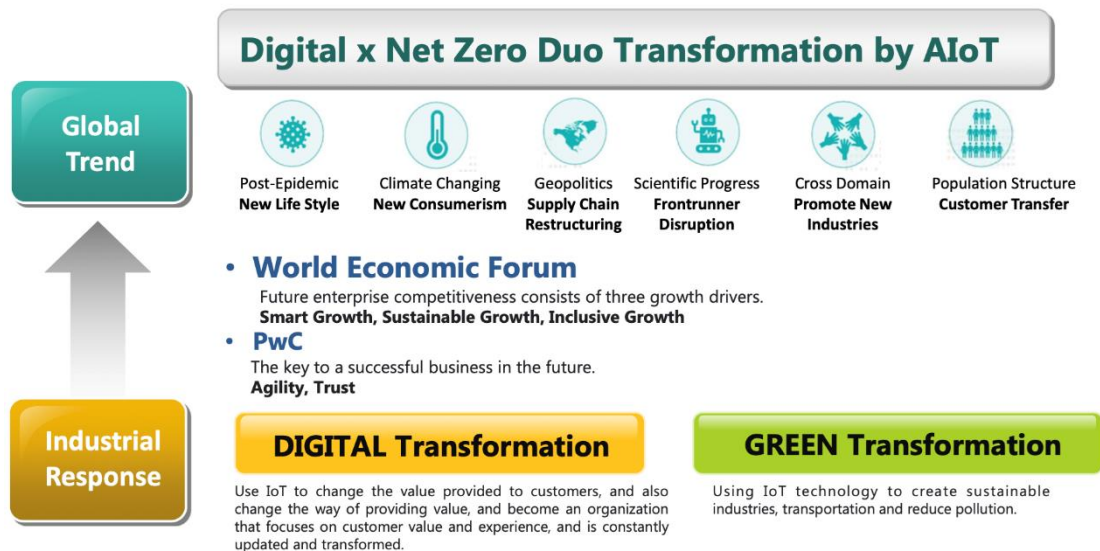 Digital x Net Zero Duo Transformation by AIoT
Global
Trend
Post-Epidemic
New Life Style
Climate Changing
New Consumerism
Geopolitics
Supply Chain
Restructuring
Scientific Progress
Frontrunner
Disruption
Cross Domain
Promote New
Industries
Population Structure
Customer Transfer
• World Economic Forum
Future enterprise competitiveness consists of three growth drivers.
Smart Growth, Sustainable Growth, Inclusive Growth
• PwC
The key to a successful business in the future.
Agility, Trust
Industrial
Response
DIGITAL Transformation
Use IoT to change the value provided to customers, and also
change the way of providing value, and become an organization
that focuses on customer value and experience, and is constantly
updated and transformed.
GREEN Transformation
Using IoT technology to create sustainable
industries, transportation and reduce pollution.